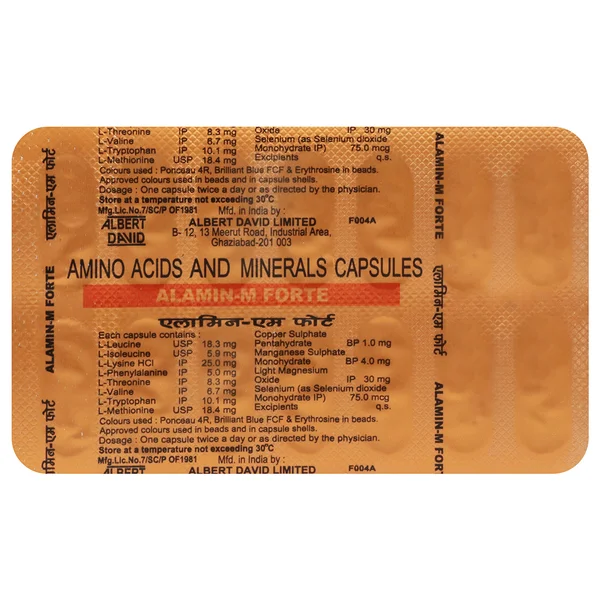 L-Threonine IP 8.3 mg Oxide IP 30 mg
L-Valine IP 6.7 mg Selenium (as Selenium dioxide
L-Tryptophan IP 10.1 mg Monohydrate IP) 75.0 mcg
L-Methionine USP 18.4 mg Excipients q.s.
Colours used : Ponceau 4R, Brilliant Blue FCF & Erythrosine in beads.
Approved colours used in beads and in capsule shells.
Dosage : One capsule twice a day or as directed by the physician.
Store at a temperature not exceeding 30°C
Mfg.Lic.No.7/SC/P OF1981 Mfd. in India by : F004A
ALBERT DAVID
ALBERT DAVID LIMITED
B- 12, 13 Meerut Road, Industrial Area,
Ghaziabad-201 003
AMINO ACIDS AND MINERALS CAPSULES
ALAMIN-M FORTE
एलामिन-एम फोर्ट
Each capsule contains : Copper Sulphate
L-Leucine USP 18.3 mg Pentahydrate BP 1.0 mg
L-Isoleucine USP 5.9 mg Manganese Sulphate
L-Lysine HCl IP 25.0 mg Monohydrate BP 4.0 mg
L-Phenylalanine IP 5.0 mg Light Magnesium
L-Threonine IP 8.3 mg Oxide IP 30 mg
L-Valine IP 6.7 mg Selenium (as Selenium dioxide
L-Tryptophan IP 10.1 mg Monohydrate IP) 75.0 mcg
L-Methionine USP 18.4 mg Excipients q.s.
Colours used : Ponceau 4R, Brilliant Blue FCF & Erythrosine in beads.
Approved colours used in beads and in capsule shells.
Dosage : One capsule twice a day or as directed by the physician.
Store at a temperature not exceeding 30°C
Mfg.Lic.No.7/SC/P OF1981 Mfd. in India by :
ALBERT
ALBERT DAVID LIMITED F004A
एलामिन-एम फोर्ट
ALAMIN-M FORTE
एलामिन-एम फोर्ट
ALAMIN-M FORTE
एलामिन-एम फोर्ट
ALAMIN-M FORTE